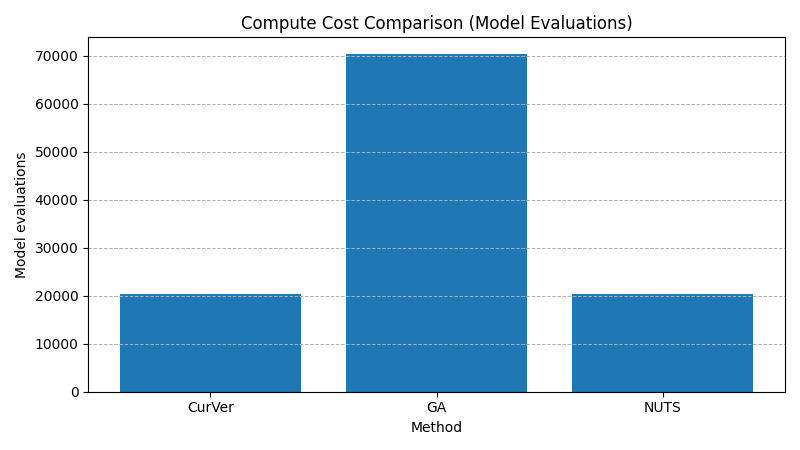 Compute Cost Comparison (Model Evaluations)
Model evaluations
70000
60000
50000
40000
30000
20000
10000
0
CurVer
GA
NUTS
Method